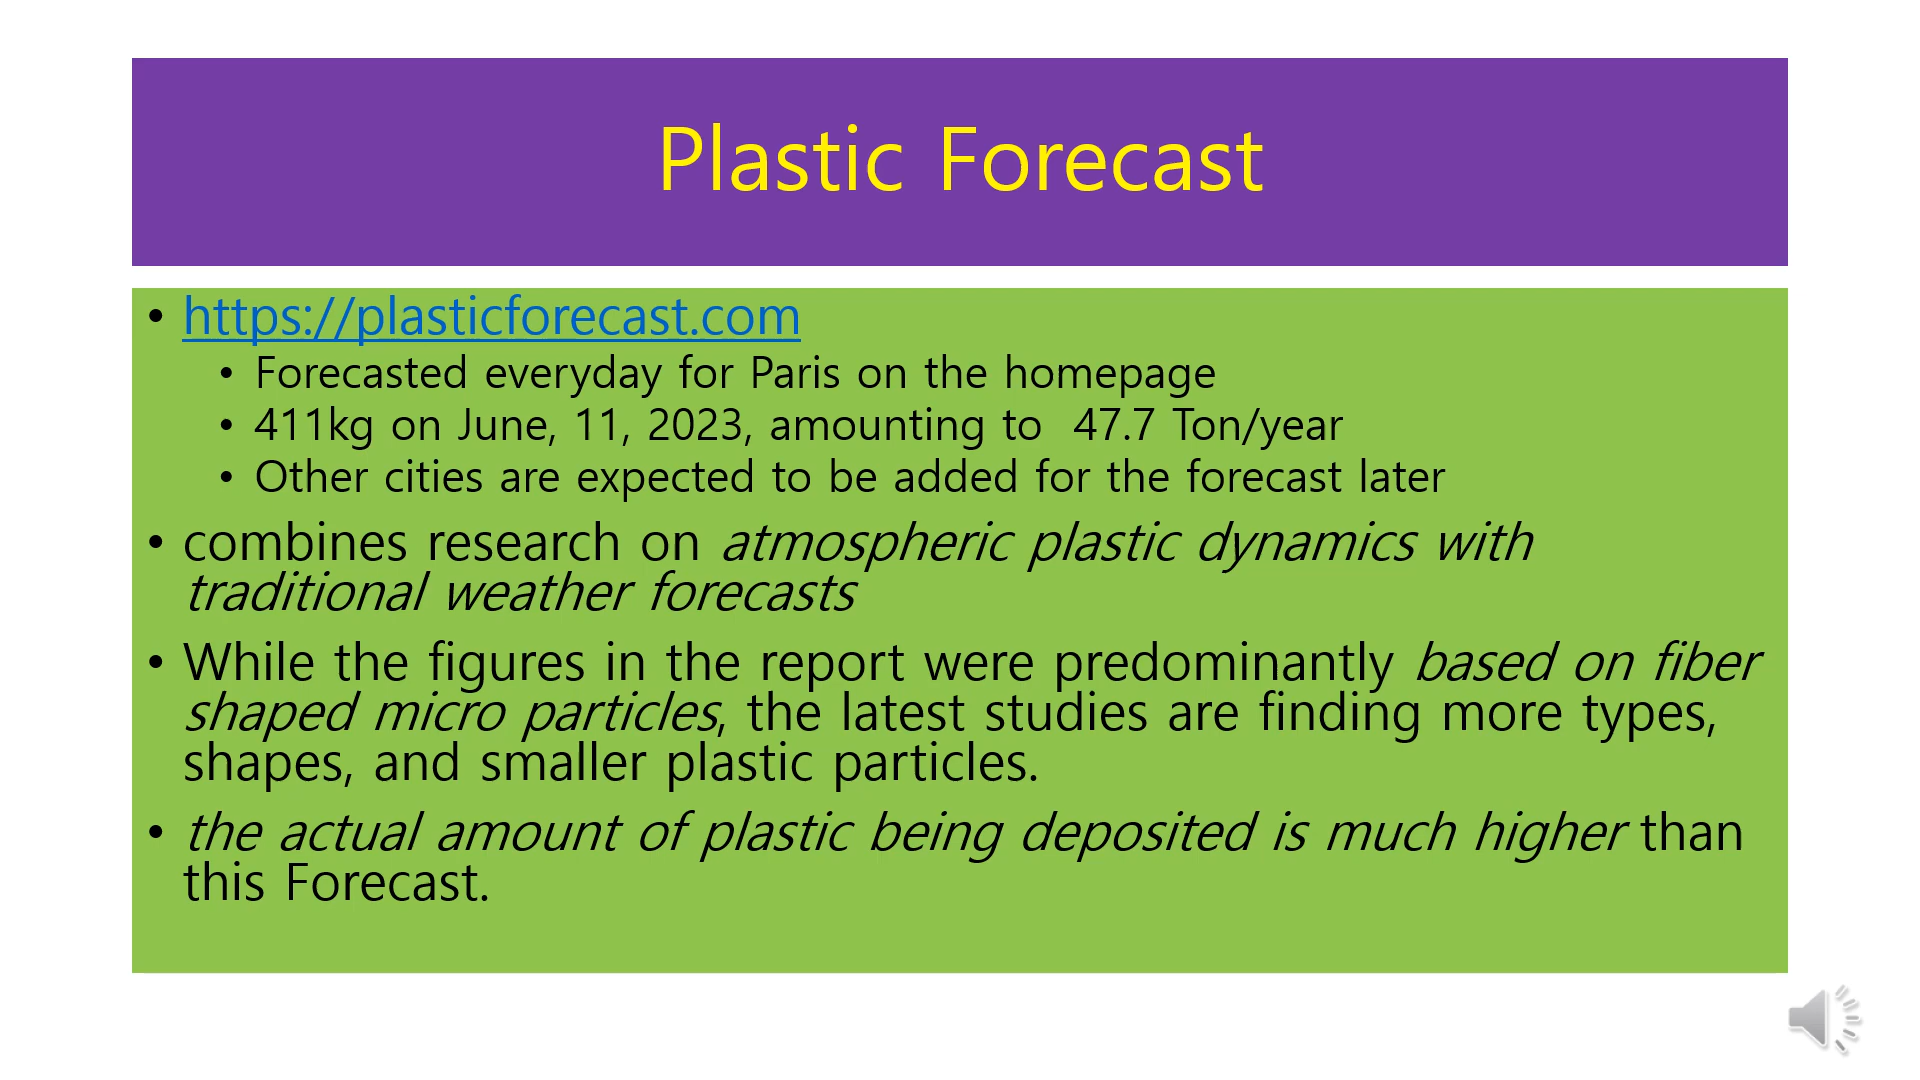 Plastic Forecast
• https://plasticforecast.com
• Forecasted everyday for Paris on the homepage
• 411kg on June, 11, 2023, amounting to  47.7 Ton/year
• Other cities are expected to be added for the forecast later
• combines research on atmospheric plastic dynamics with
traditional weather forecasts
• While the figures in the report were predominantly based on fiber
shaped micro particles, the latest studies are finding more types,
shapes, and smaller plastic particles.
• the actual amount of plastic being deposited is much higher than
this Forecast.